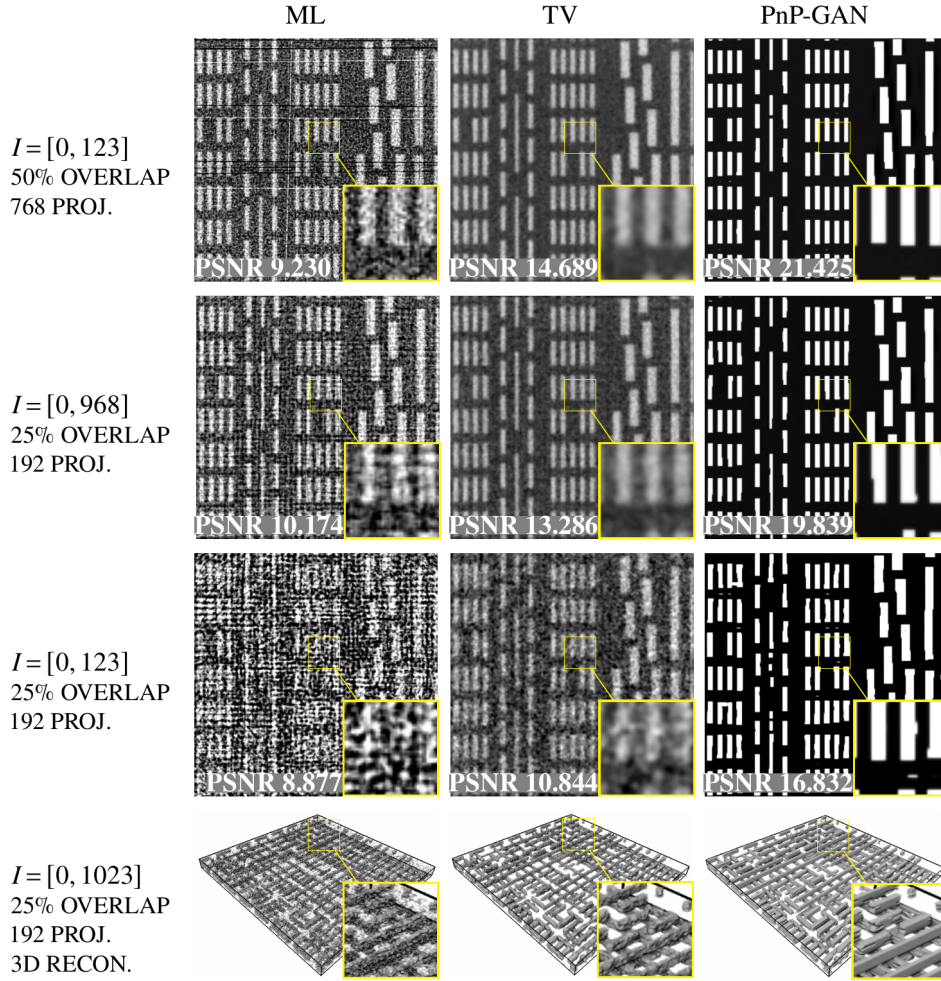 ML TV PnP-GAN
I = [0, 123]
50% OVERLAP
768 PROJ.
PSNR 9.230 PSNR 14.689 PSNR 21.425
I = [0, 968]
25% OVERLAP
192 PROJ.
PSNR 10.174 PSNR 13.286 PSNR 19.839
I = [0, 123]
25% OVERLAP
192 PROJ.
PSNR 8.877 PSNR 10.844 PSNR 16.832
I = [0, 1023]
25% OVERLAP
192 PROJ.
3D RECON.